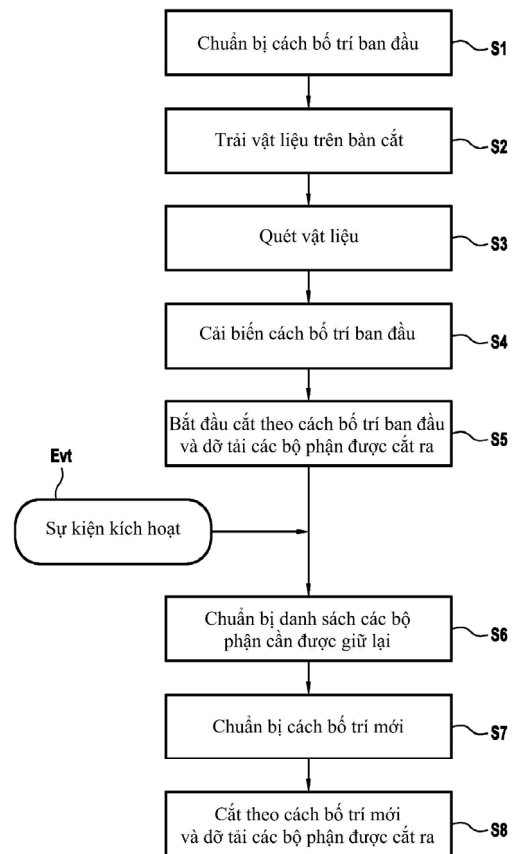 Chuẩn bị cách bố trí ban đầu
S1
Trải vật liệu trên bàn cắt
S2
Quét vật liệu
S3
Cải biến cách bố trí ban đầu
S4
Bắt đầu cắt theo cách bố trí ban đầu
và dỡ tải các bộ phận được cắt ra
S5
Evt
Sự kiện kích hoạt
Chuẩn bị danh sách các bộ
phận cần được giữ lại
S6
Chuẩn bị cách bố trí mới
S7
Cắt theo cách bố trí mới
và dỡ tải các bộ phận được cắt ra
S8